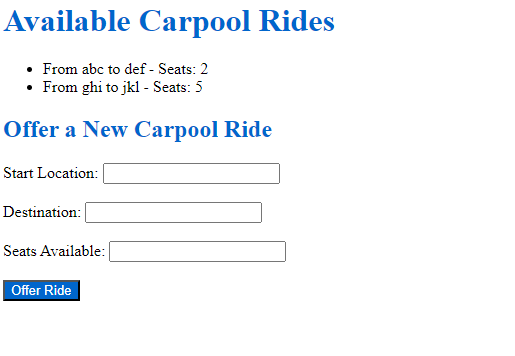 Available Carpool Rides
From abc to def - Seats: 2
From ghi to jkl - Seats: 5
Offer a New Carpool Ride
Start Location:
Destination:
Seats Available:
Offer Ride